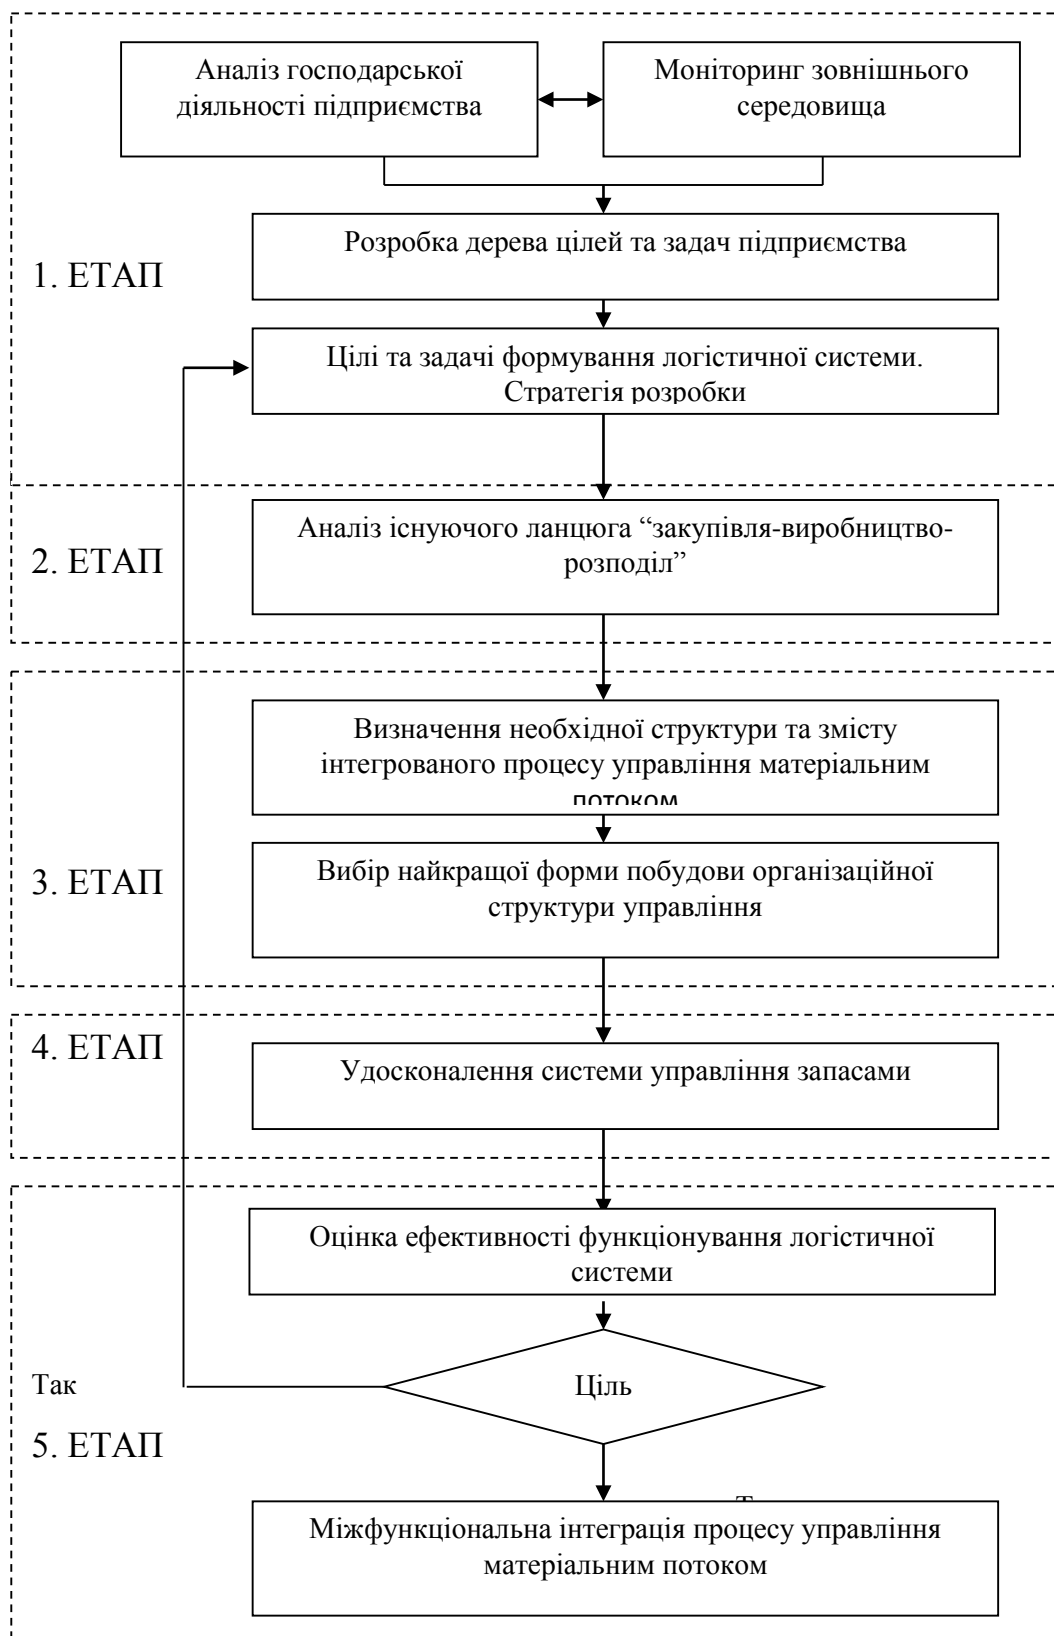 Аналіз господарської
діяльності підприємства
Моніторинг зовнішнього
середовища
Розробка дерева цілей та задач підприємства
1. ЕТАП
Цілі та задачі формування логістичної системи.
Стратегія розробки
Аналіз існуючого ланцюга “закупівля-виробництво-
розподіл”
2. ЕТАП
Визначення необхідної структури та змісту
інтегрованого процесу управління матеріальним
потоком
3. ЕТАП
Вибір найкращої форми побудови організаційної
структури управління
4. ЕТАП
Удосконалення системи управління запасами
Оцінка ефективності функціонування логістичної
системи
Так
Ціль
5. ЕТАП
Міжфункціональна інтеграція процесу управління
матеріальним потоком